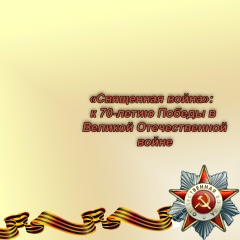 «Священная война»:
к 70-летию Победы в
Великой Отечественной
войне